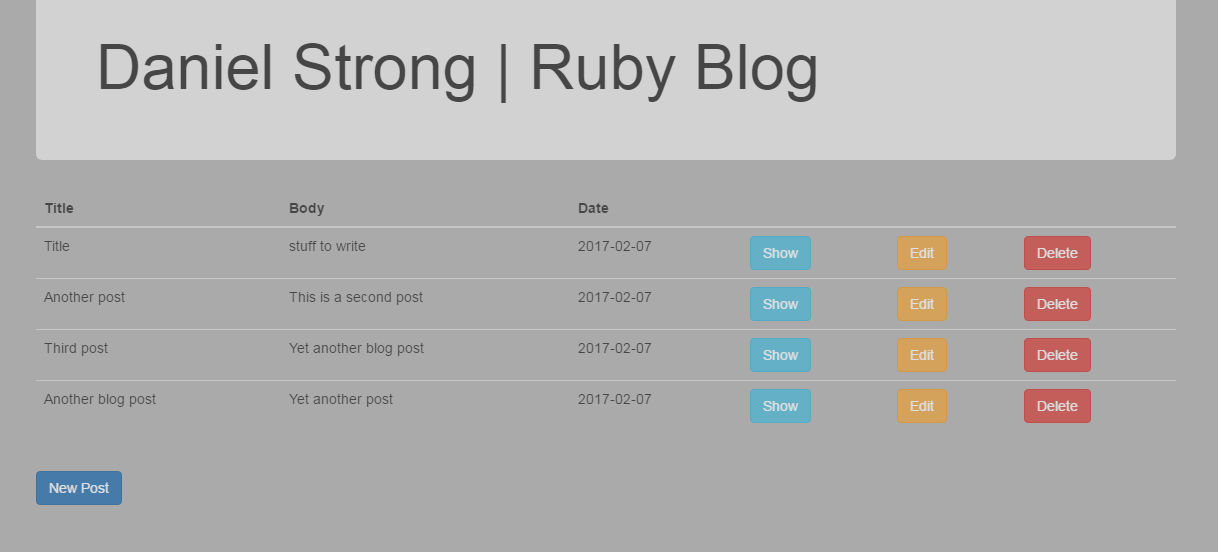 Daniel Strong | Ruby Blog
Title Body Date
Title stuff to write 2017-02-07 Show Edit Delete
Another post This is a second post 2017-02-07 Show Edit Delete
Third post Yet another blog post 2017-02-07 Show Edit Delete
Another blog post Yet another post 2017-02-07 Show Edit Delete
New Post